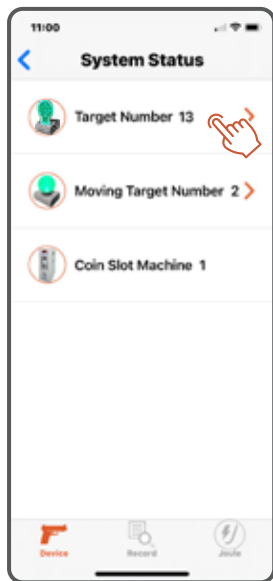 11:00
System Status
Target Number 13
Moving Target Number 2
Coin Slot Machine 1
Device
Record
Joule